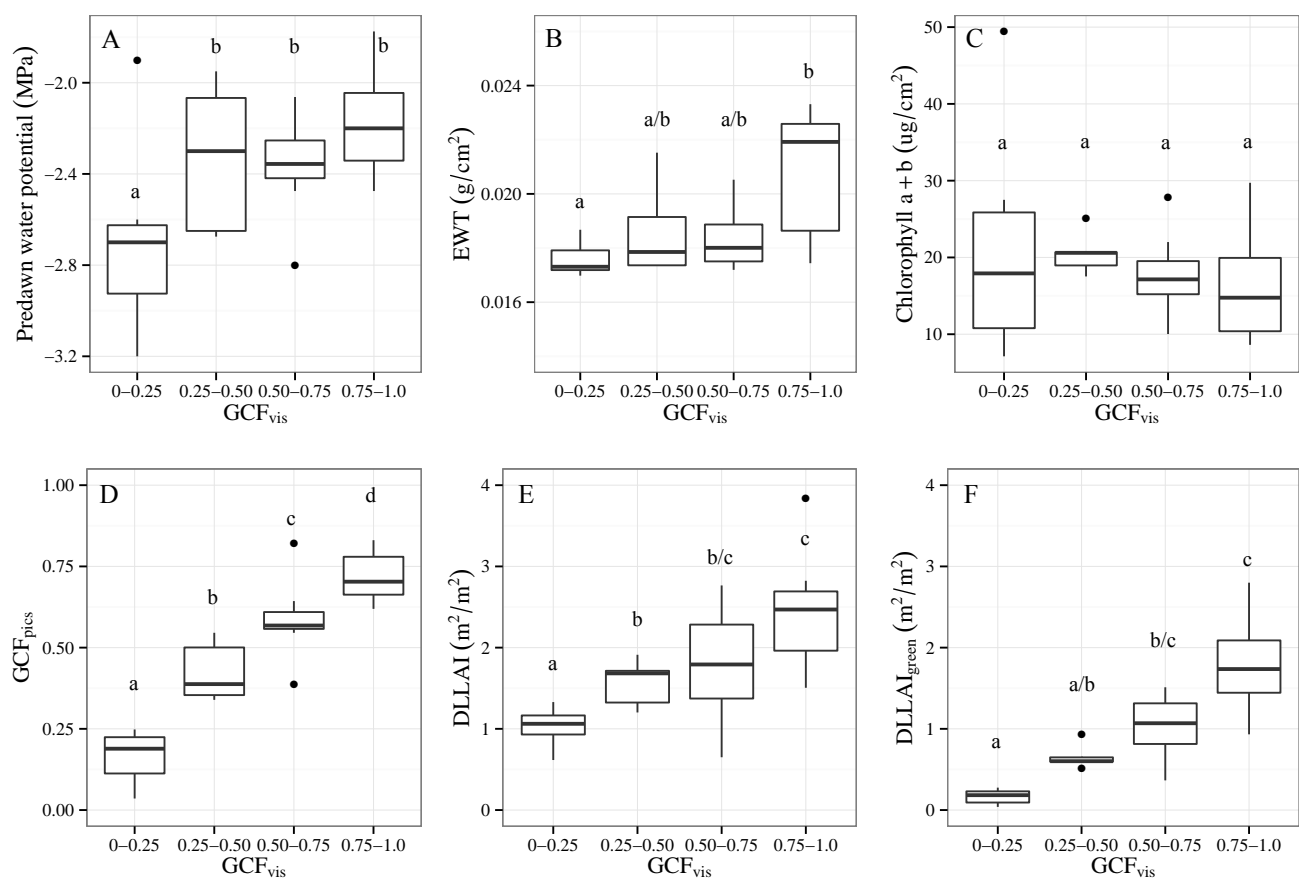 A
b
b
b
a
−2.0
−2.4
−2.8
−3.2
Predawn water potential (MPa)
0−0.25 0.25−0.50 0.50−0.75 0.75−1.0
GCFvis
B
b
a/b
a/b
a
0.024
0.020
0.016
EWT (g/cm²)
0−0.25 0.25−0.50 0.50−0.75 0.75−1.0
GCFvis
C
a
a
a
a
50
40
30
20
10
Chlorophyll a + b (ug/cm²)
0−0.25 0.25−0.50 0.50−0.75 0.75−1.0
GCFvis
D
d
c
b
a
1.00
0.75
0.50
0.25
0.00
GCFpics
0−0.25 0.25−0.50 0.50−0.75 0.75−1.0
GCFvis
E
c
b/c
b
a
4
3
2
1
0
DLLAI (m²/m²)
0−0.25 0.25−0.50 0.50−0.75 0.75−1.0
GCFvis
F
c
b/c
a/b
a
4
3
2
1
0
DLLAIgreen (m²/m²)
0−0.25 0.25−0.50 0.50−0.75 0.75−1.0
GCFvis